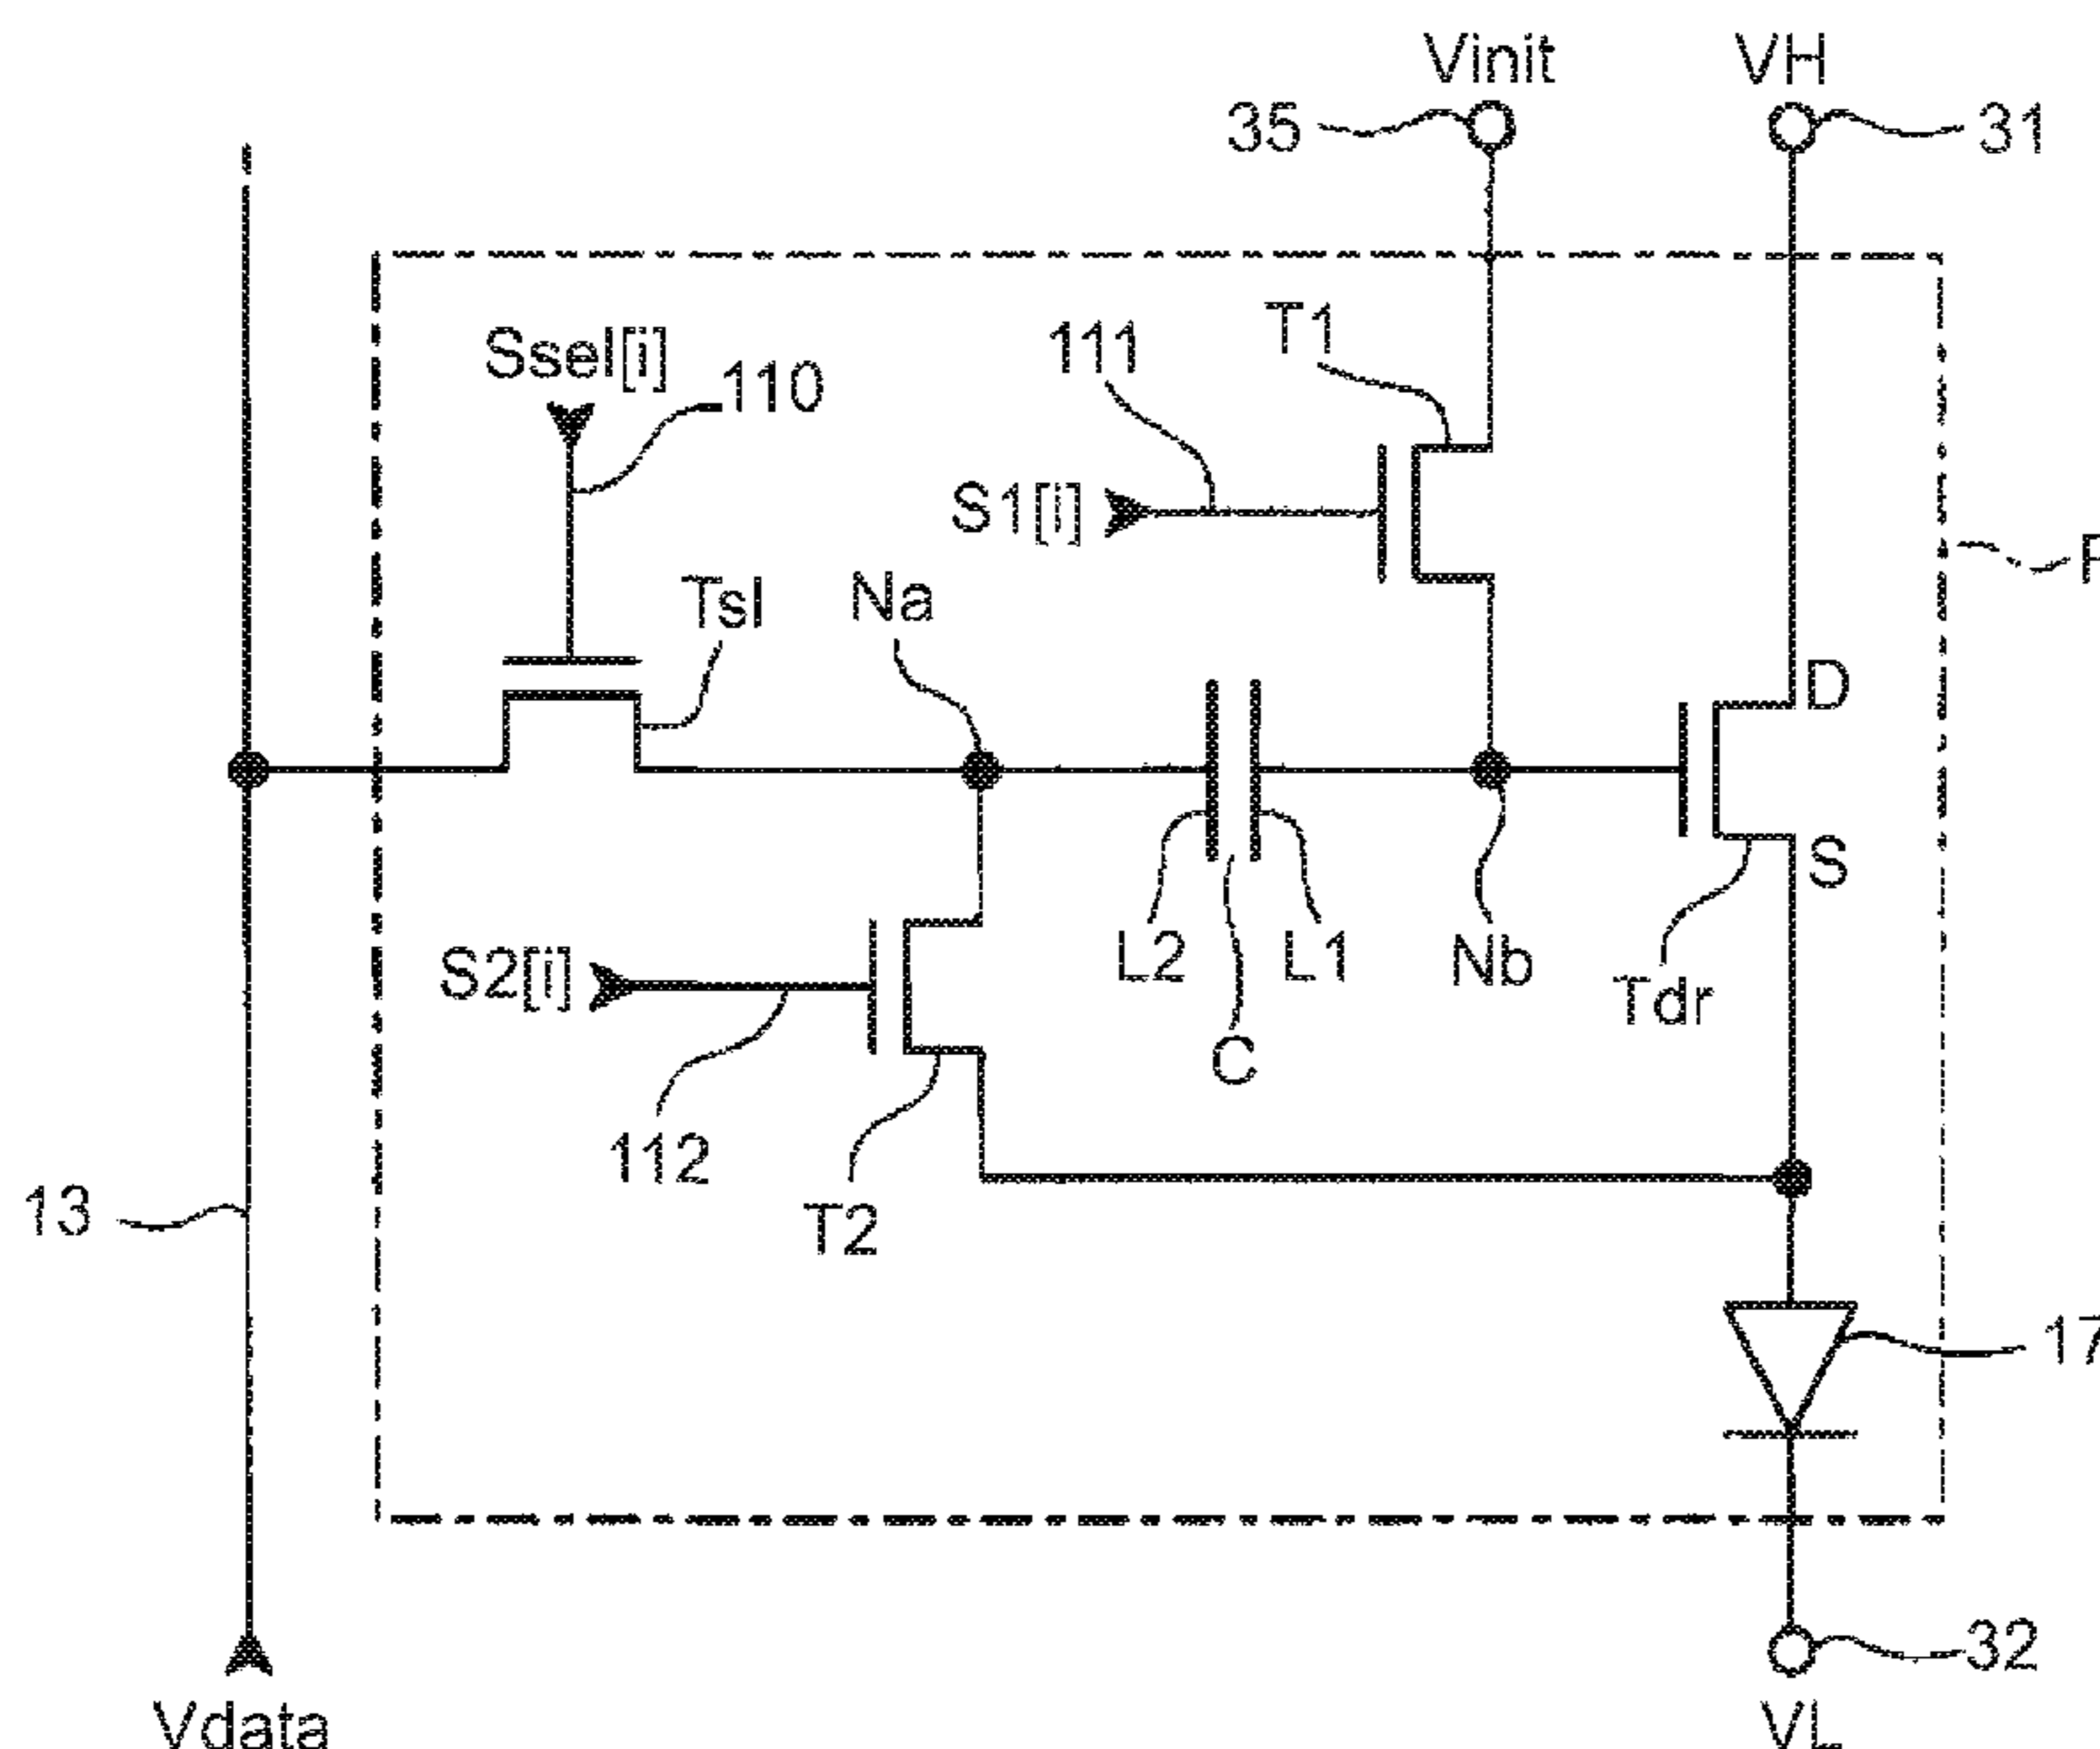 Vinit VH
35 31
Ssel[i] 110
111 T1
S1[i]
P
Tsl Na
D
S
S2[i] L2 L1 Nb Tdr
C
112
T2
13
17
32
Vdata VL